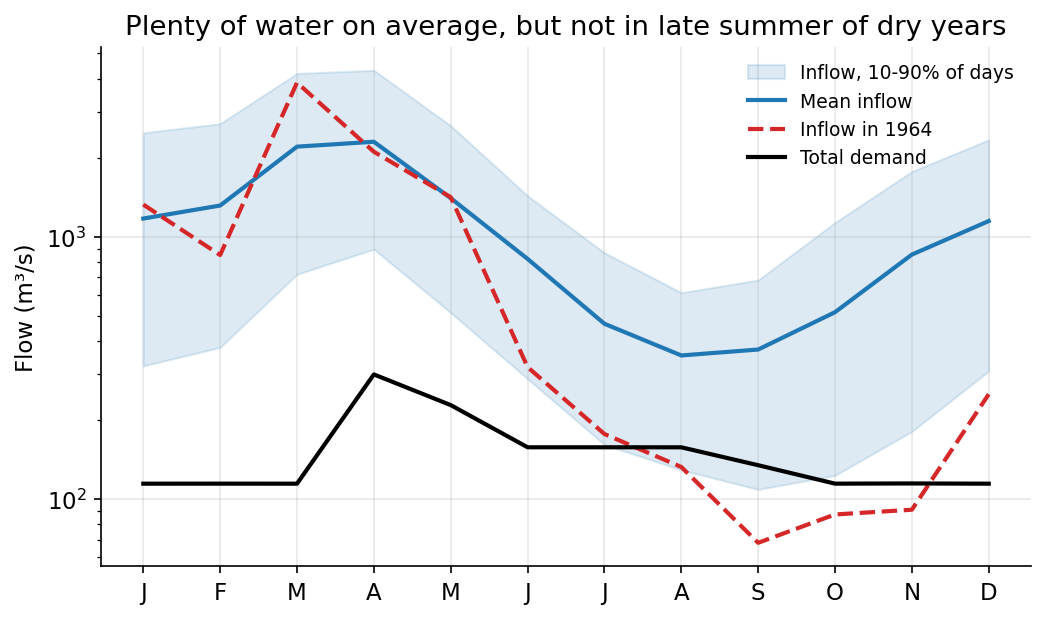 Plenty of water on average, but not in late summer of dry years
Inflow, 10-90% of days
Mean inflow
Inflow in 1964
Total demand
Flow (m³/s)
10³
10²
J F M A M J J A S O N D